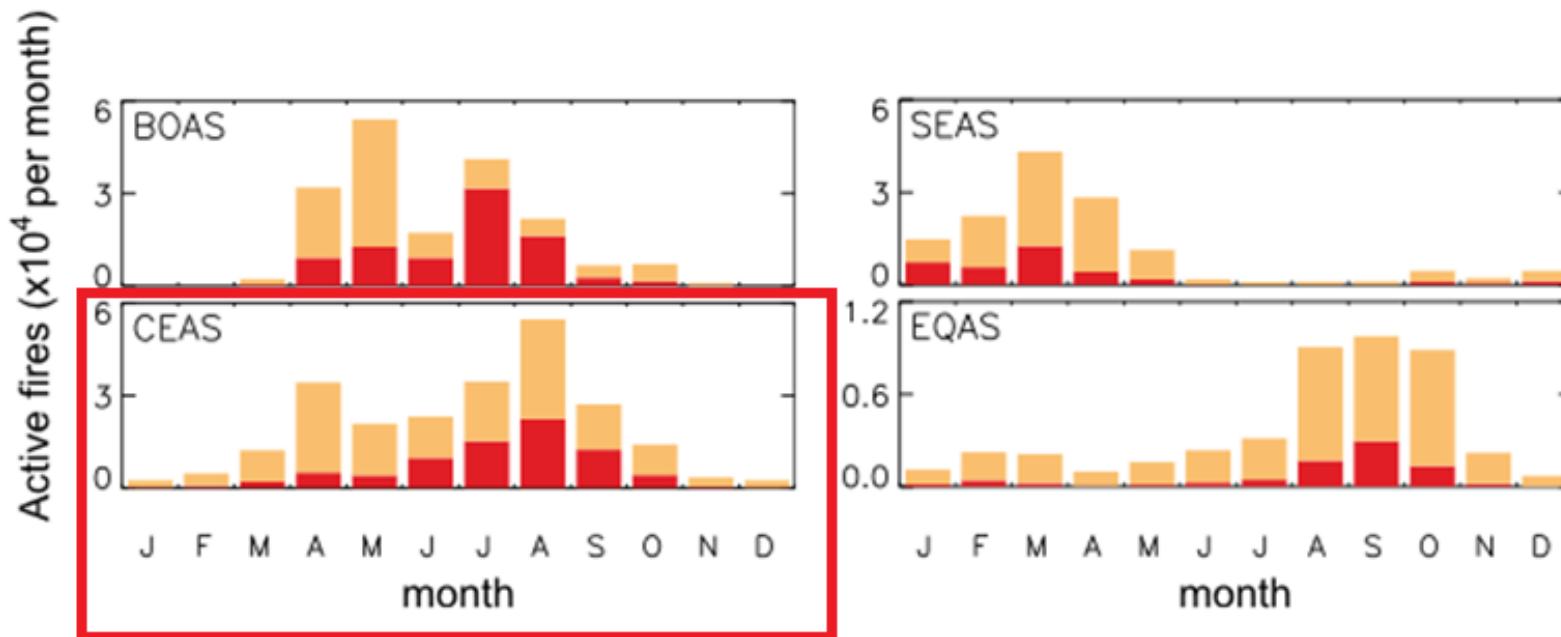 Active fires (x10⁴ per month)
6
3
0
BOAS
6
3
0
SEAS
6
3
0
CEAS
1.2
0.6
0.0
EQAS
J F M A M J J A S O N D
J F M A M J J A S O N D
month
month